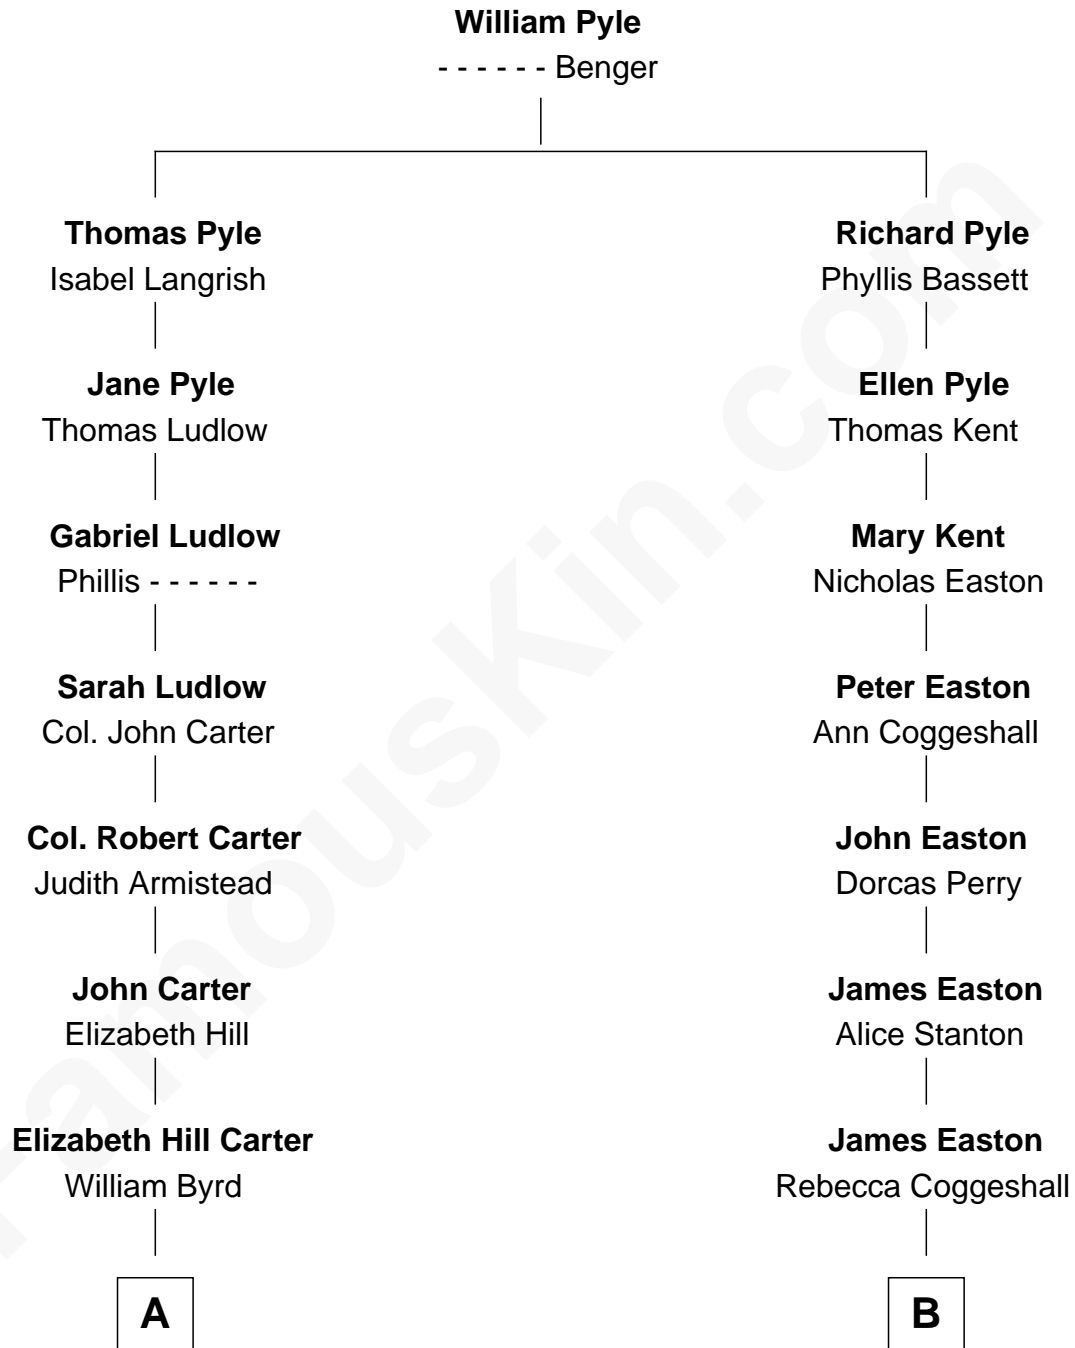 William Pyle
- - - - - - Benger
Thomas Pyle
Isabel Langrish
Richard Pyle
Phyllis Bassett
Jane Pyle
Thomas Ludlow
Ellen Pyle
Thomas Kent
Gabriel Ludlow
Phillis - - - - - -
Mary Kent
Nicholas Easton
Sarah Ludlow
Col. John Carter
Peter Easton
Ann Coggeshall
Col. Robert Carter
Judith Armistead
John Easton
Dorcas Perry
John Carter
Elizabeth Hill
James Easton
Alice Stanton
Elizabeth Hill Carter
William Byrd
James Easton
Rebecca Coggeshall
A
B
FamousKin.com